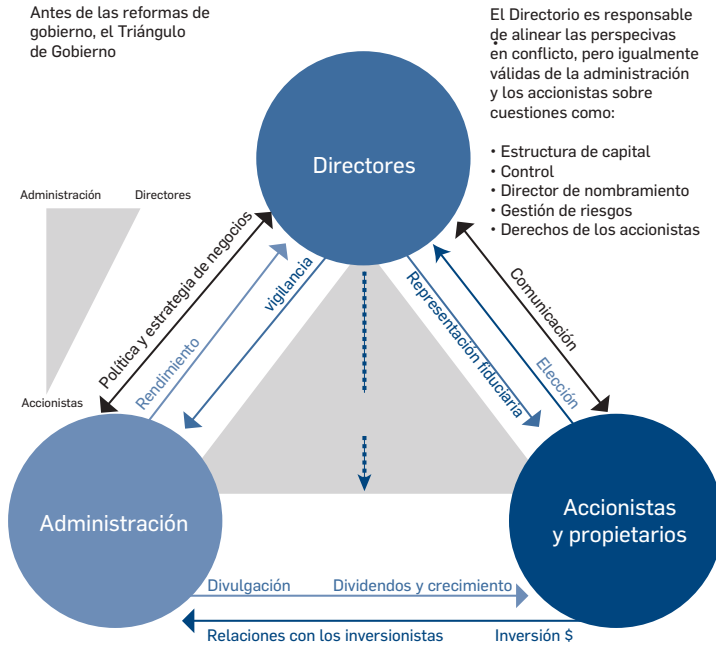 Antes de las reformas de
gobierno, el Triángulo
de Gobierno
El Directorio es responsable
de alinear las perspecivas
en conflicto, pero igualmente
válidas de la administración
y los accionistas sobre
cuestiones como:
• Estructura de capital
• Control
• Director de nombramiento
• Gestión de riesgos
• Derechos de los accionistas
Directores
Administración
Directores
Accionistas
Política y estrategia de negocios
Rendimiento
vigilancia
Representación fiduciaria
Elección
Comunicación
Administración
Accionistas
y propietarios
Divulgación
Dividendos y crecimiento
Relaciones con los inversionistas
Inversión $